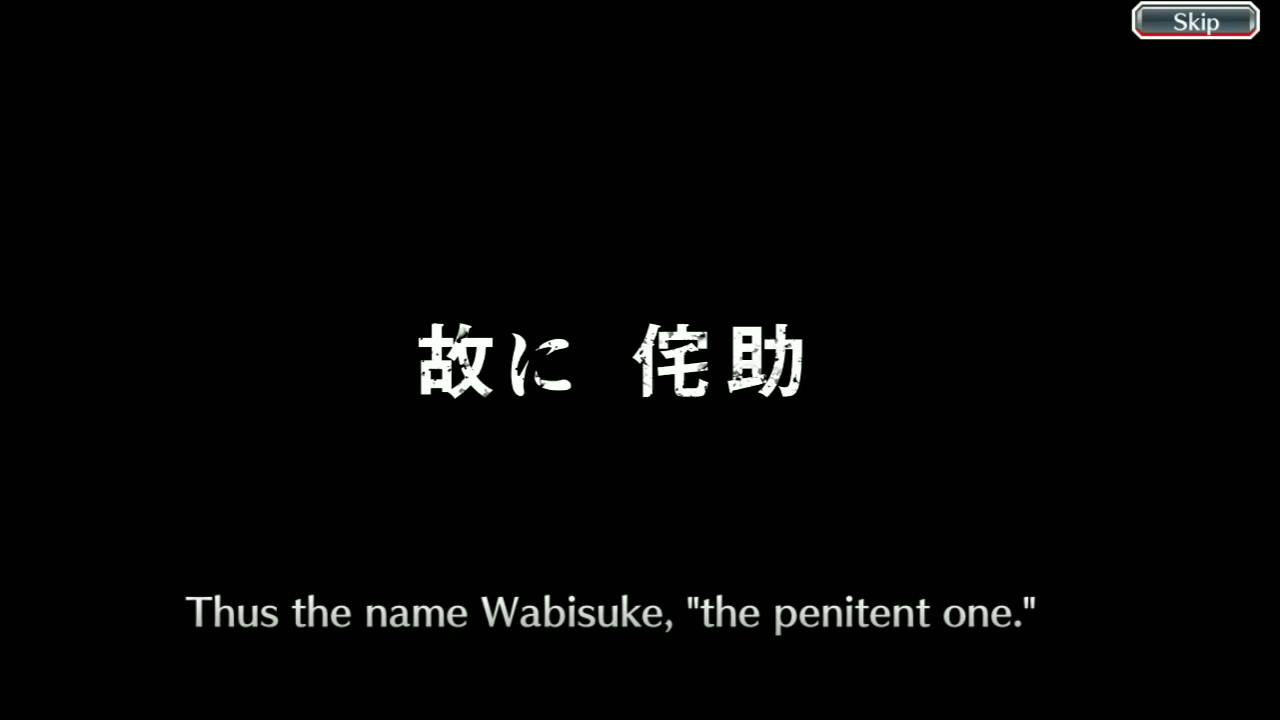 Skip
故に 侘助
Thus the name Wabisuke, "the penitent one."